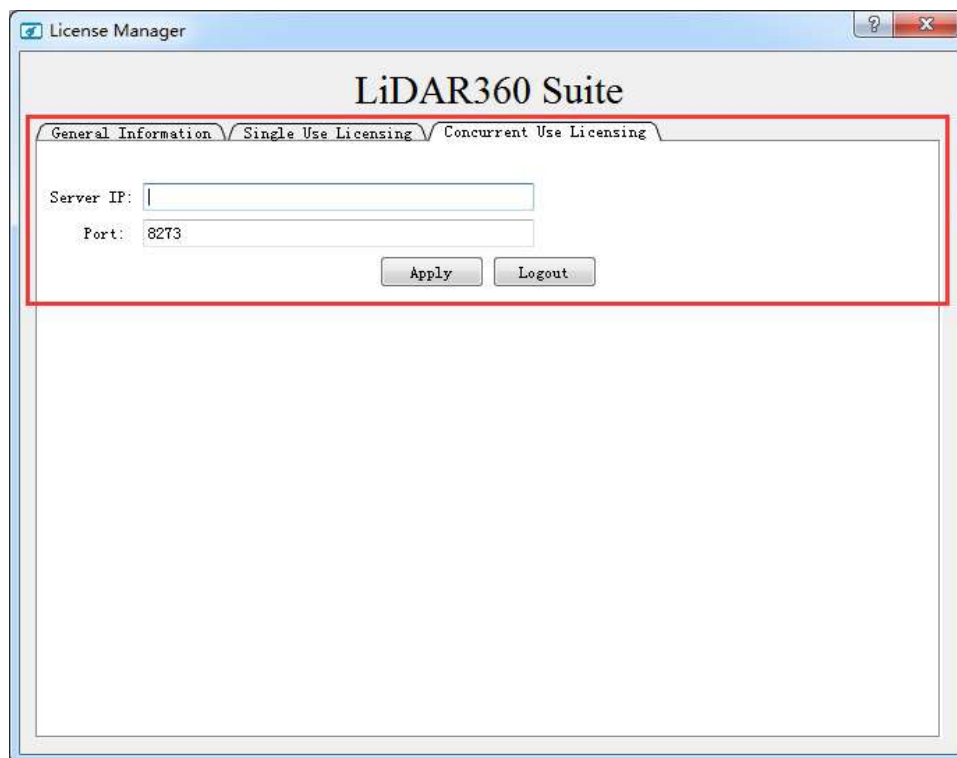 License Manager
LiDAR360 Suite
General Information Single Use Licensing Concurrent Use Licensing
Server IP:
Port: 8273
Apply Logout